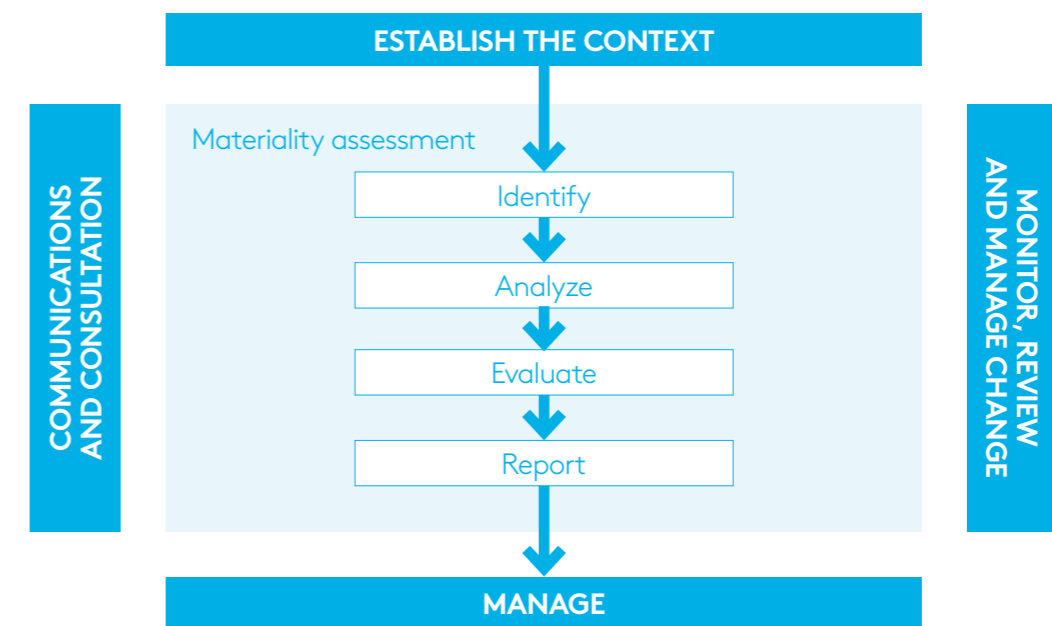 ESTABLISH THE CONTEXT
COMMUNICATIONS
AND CONSULTATION
Materiality assessment
Identify
Analyze
Evaluate
Report
MONITOR, REVIEW
AND MANAGE CHANGE
MANAGE